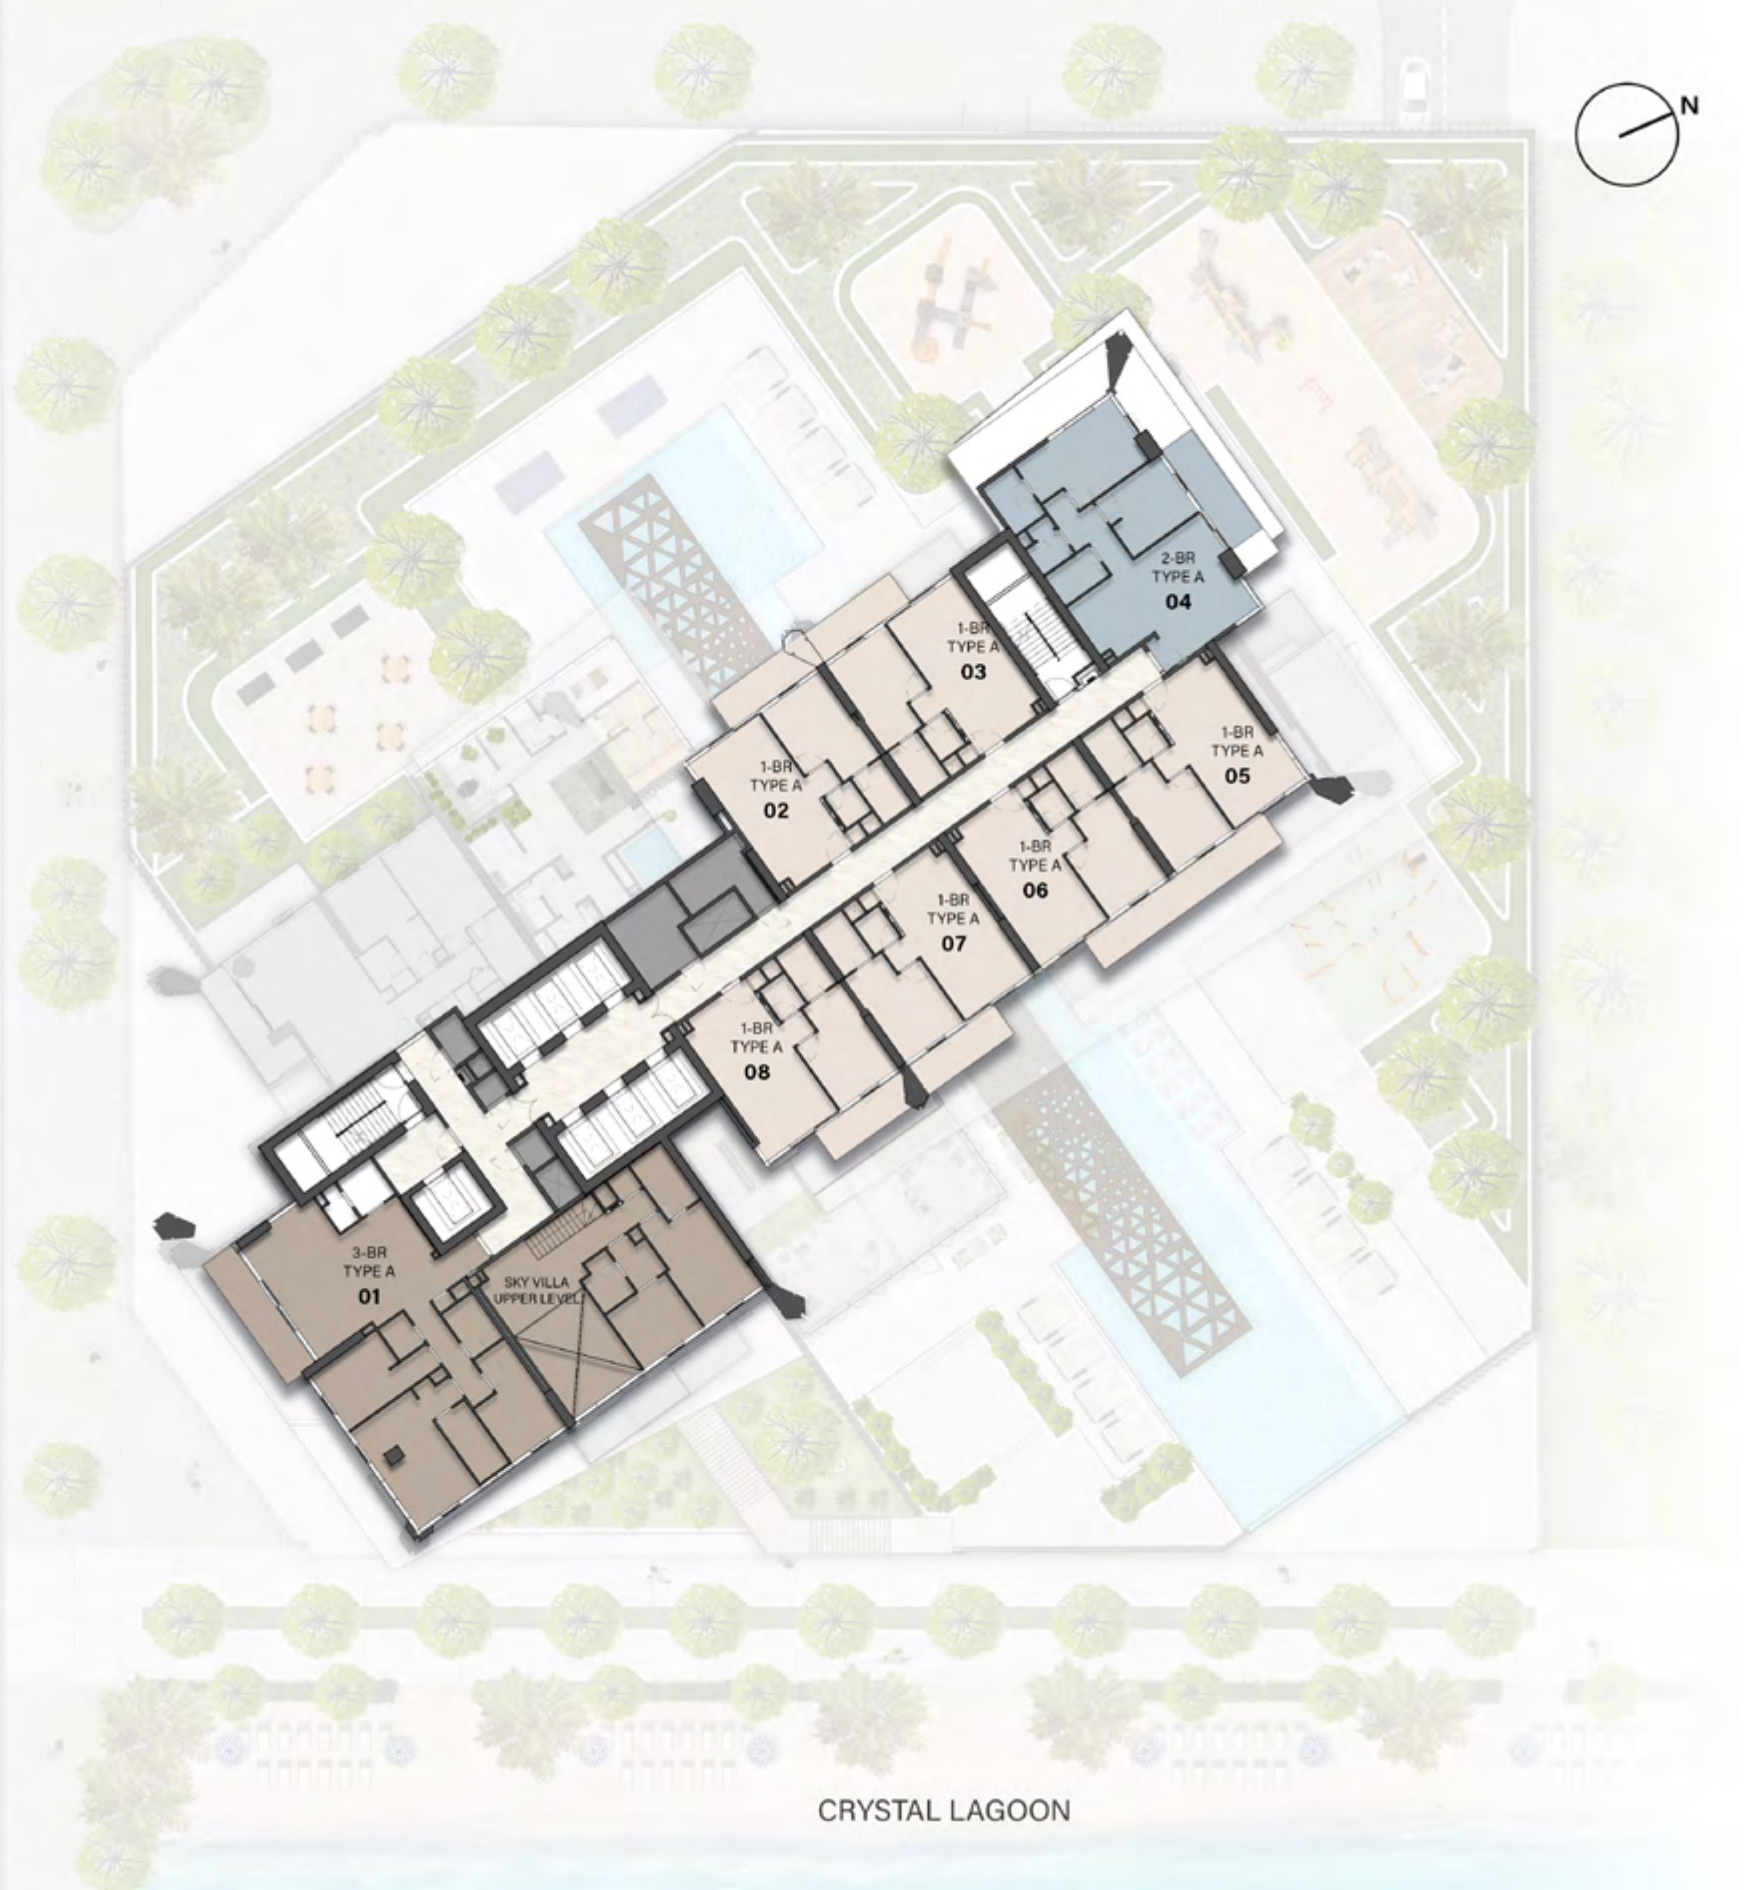 N
2-BR
TYPE A
04
1-BR
TYPE A
03
1-BR
TYPE A
05
1-BR
TYPE A
02
1-BR
TYPE A
06
1-BR
TYPE A
07
1-BR
TYPE A
08
3-BR
TYPE A
01
SKY VILLA
UPPER LEVEL
CRYSTAL LAGOON